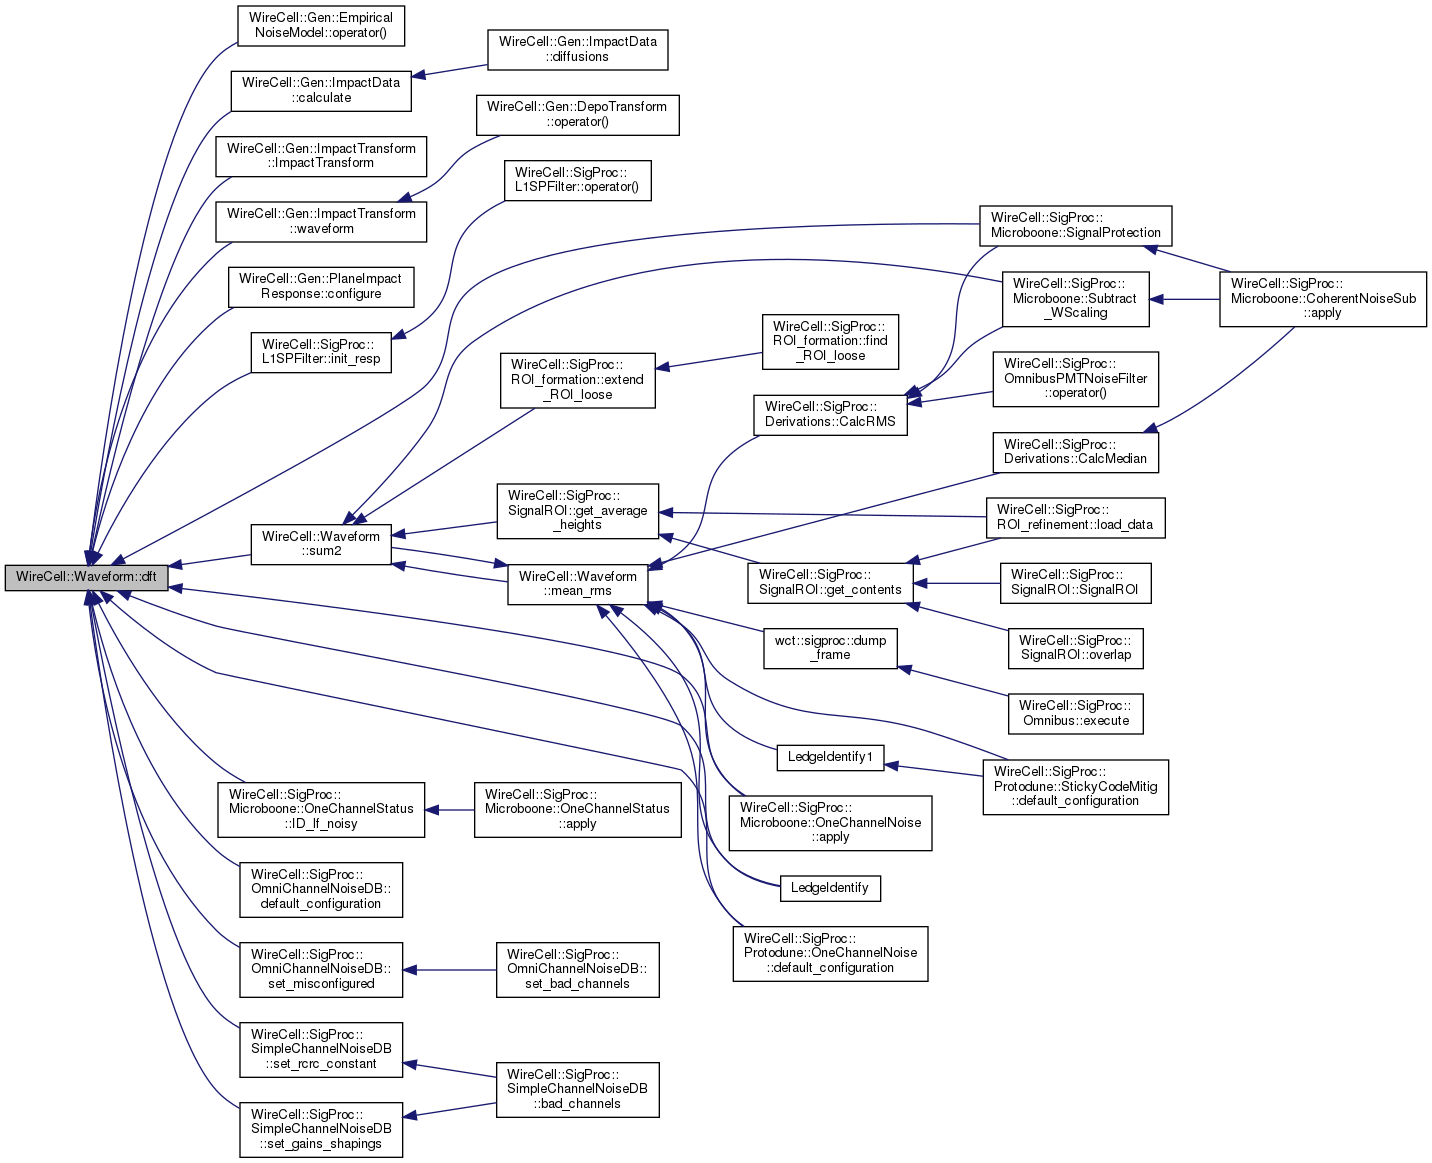 WireCell::Gen::Empirical
NoiseModel::operator()
WireCell::Gen::ImpactData
::diffusions
WireCell::Gen::ImpactData
::calculate
WireCell::Gen::DepoTransform
::operator()
WireCell::Gen::ImpactTransform
::ImpactTransform
WireCell::SigProc::
L1SPFilter::operator()
WireCell::Gen::ImpactTransform
::waveform
WireCell::SigProc::
Microboone::SignalProtection
WireCell::Gen::PlaneImpact
Response::configure
WireCell::SigProc::
Microboone::Subtract
_WScaling
WireCell::SigProc::
Microboone::CoherentNoiseSub
::apply
WireCell::SigProc::
L1SPFilter::init_resp
WireCell::SigProc::
ROI_formation::find
_ROI_loose
WireCell::SigProc::
ROI_formation::extend
_ROI_loose
WireCell::SigProc::
OmnibusPMTNoiseFilter
::operator()
WireCell::SigProc::
Derivations::CalcRMS
WireCell::SigProc::
Derivations::CalcMedian
WireCell::SigProc::
SignalROI::get_average
_heights
WireCell::SigProc::
ROI_refinement::load_data
WireCell::Waveform
::sum2
WireCell::Waveform::dft
WireCell::Waveform
::mean_rms
WireCell::SigProc::
SignalROI::get_contents
WireCell::SigProc::
SignalROI::SignalROI
wct::sigproc::dump
_frame
WireCell::SigProc::
SignalROI::overlap
WireCell::SigProc::
Omnibus::execute
LedgeIdentify1
WireCell::SigProc::
Protodune::StickyCodeMitig
::default_configuration
WireCell::SigProc::
Microboone::OneChannelStatus
::ID_lf_noisy
WireCell::SigProc::
Microboone::OneChannelStatus
::apply
WireCell::SigProc::
Microboone::OneChannelNoise
::apply
WireCell::SigProc::
OmniChannelNoiseDB::
default_configuration
LedgeIdentify
WireCell::SigProc::
Protodune::OneChannelNoise
::default_configuration
WireCell::SigProc::
OmniChannelNoiseDB::
set_misconfigured
WireCell::SigProc::
OmniChannelNoiseDB::
set_bad_channels
WireCell::SigProc::
SimpleChannelNoiseDB
::set_rcrc_constant
WireCell::SigProc::
SimpleChannelNoiseDB
::bad_channels
WireCell::SigProc::
SimpleChannelNoiseDB
::set_gains_shapings